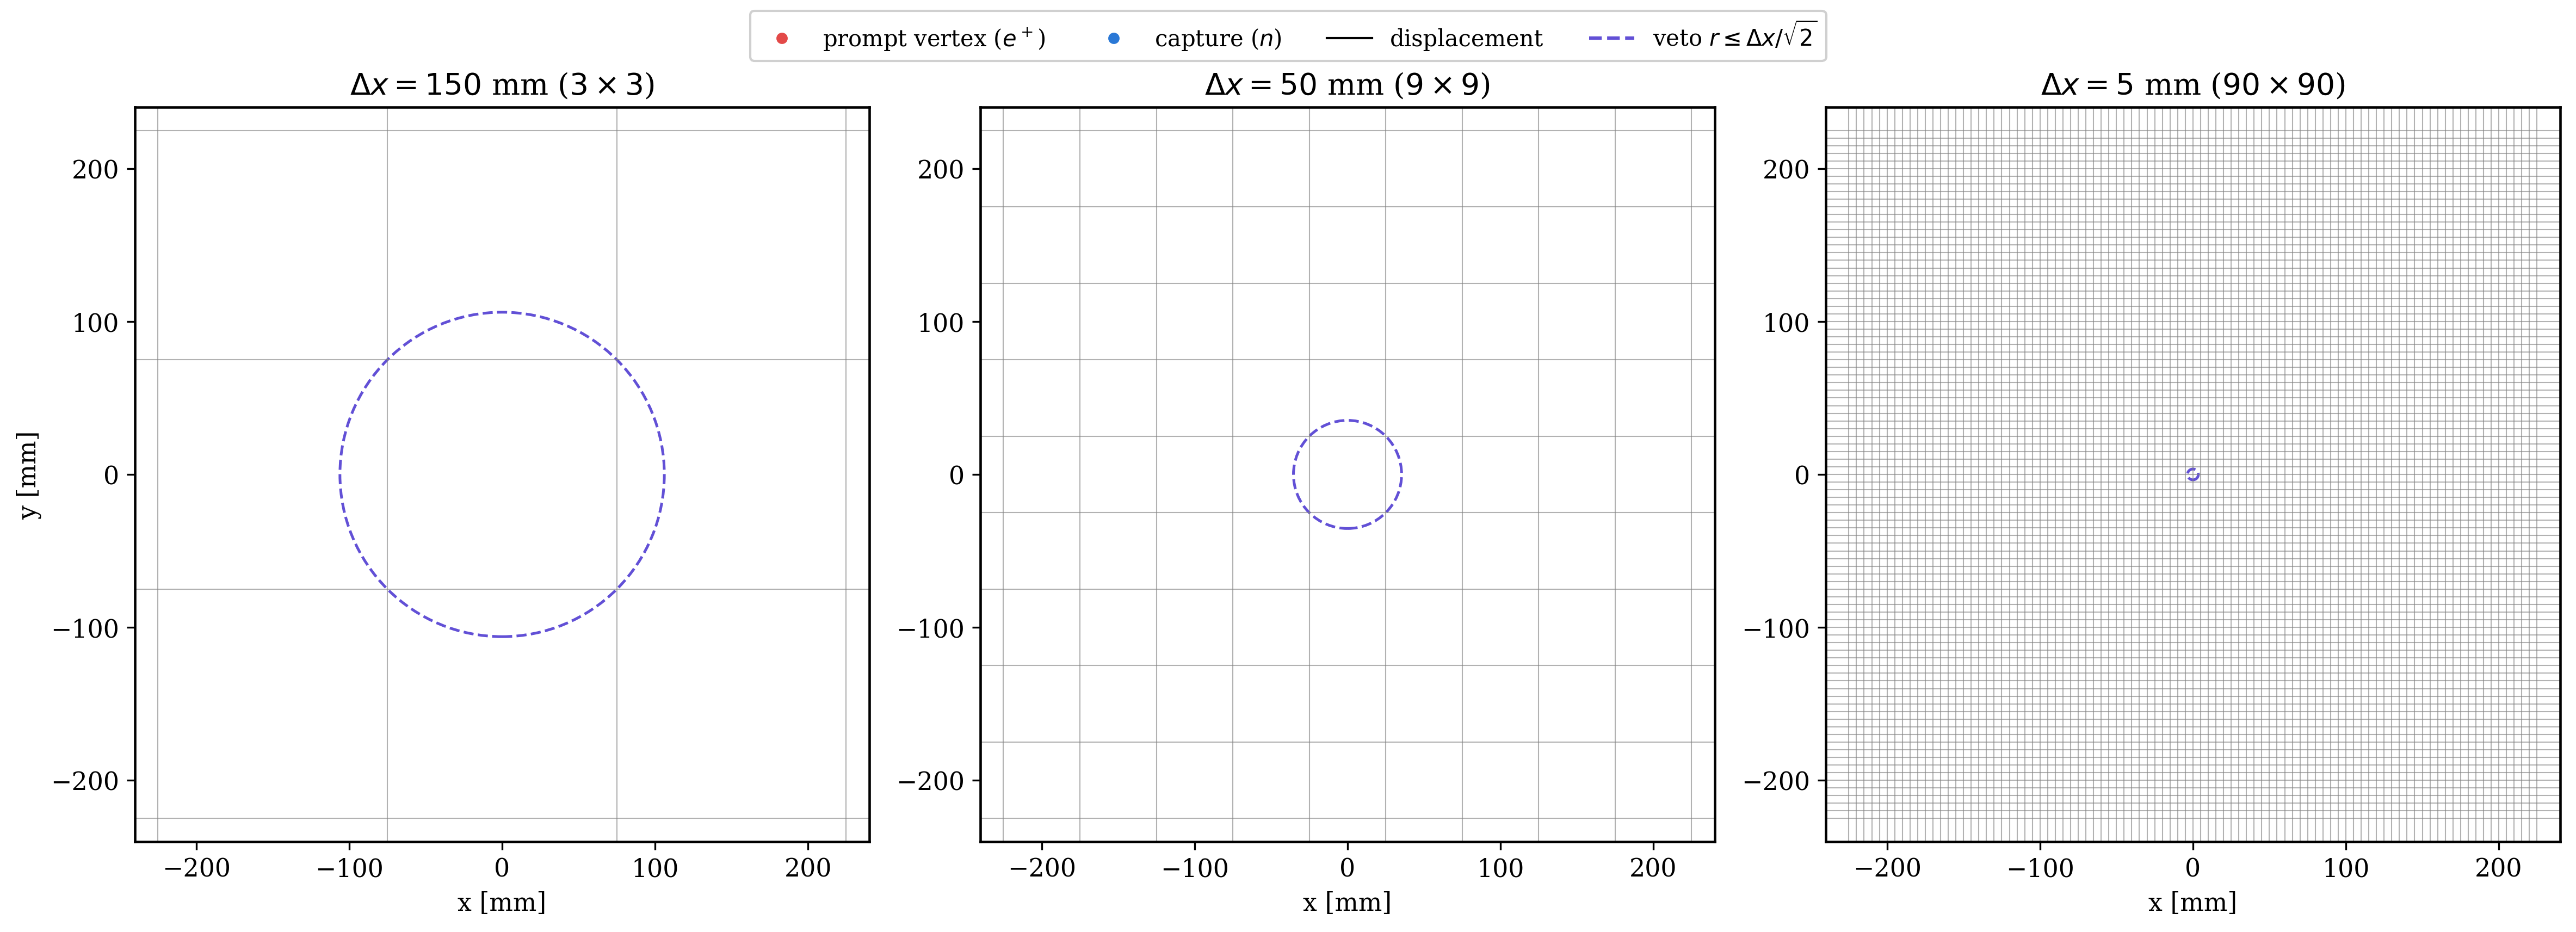 prompt vertex (e⁺) capture (n) displacement veto r ≤ Δx/√2
Δx = 150 mm (3 × 3)
Δx = 50 mm (9 × 9)
Δx = 5 mm (90 × 90)
y [mm]
200
100
0
−100
−200
−200 −100 0 100 200
x [mm]
200
100
0
−100
−200
−200 −100 0 100 200
x [mm]
200
100
0
−100
−200
−200 −100 0 100 200
x [mm]